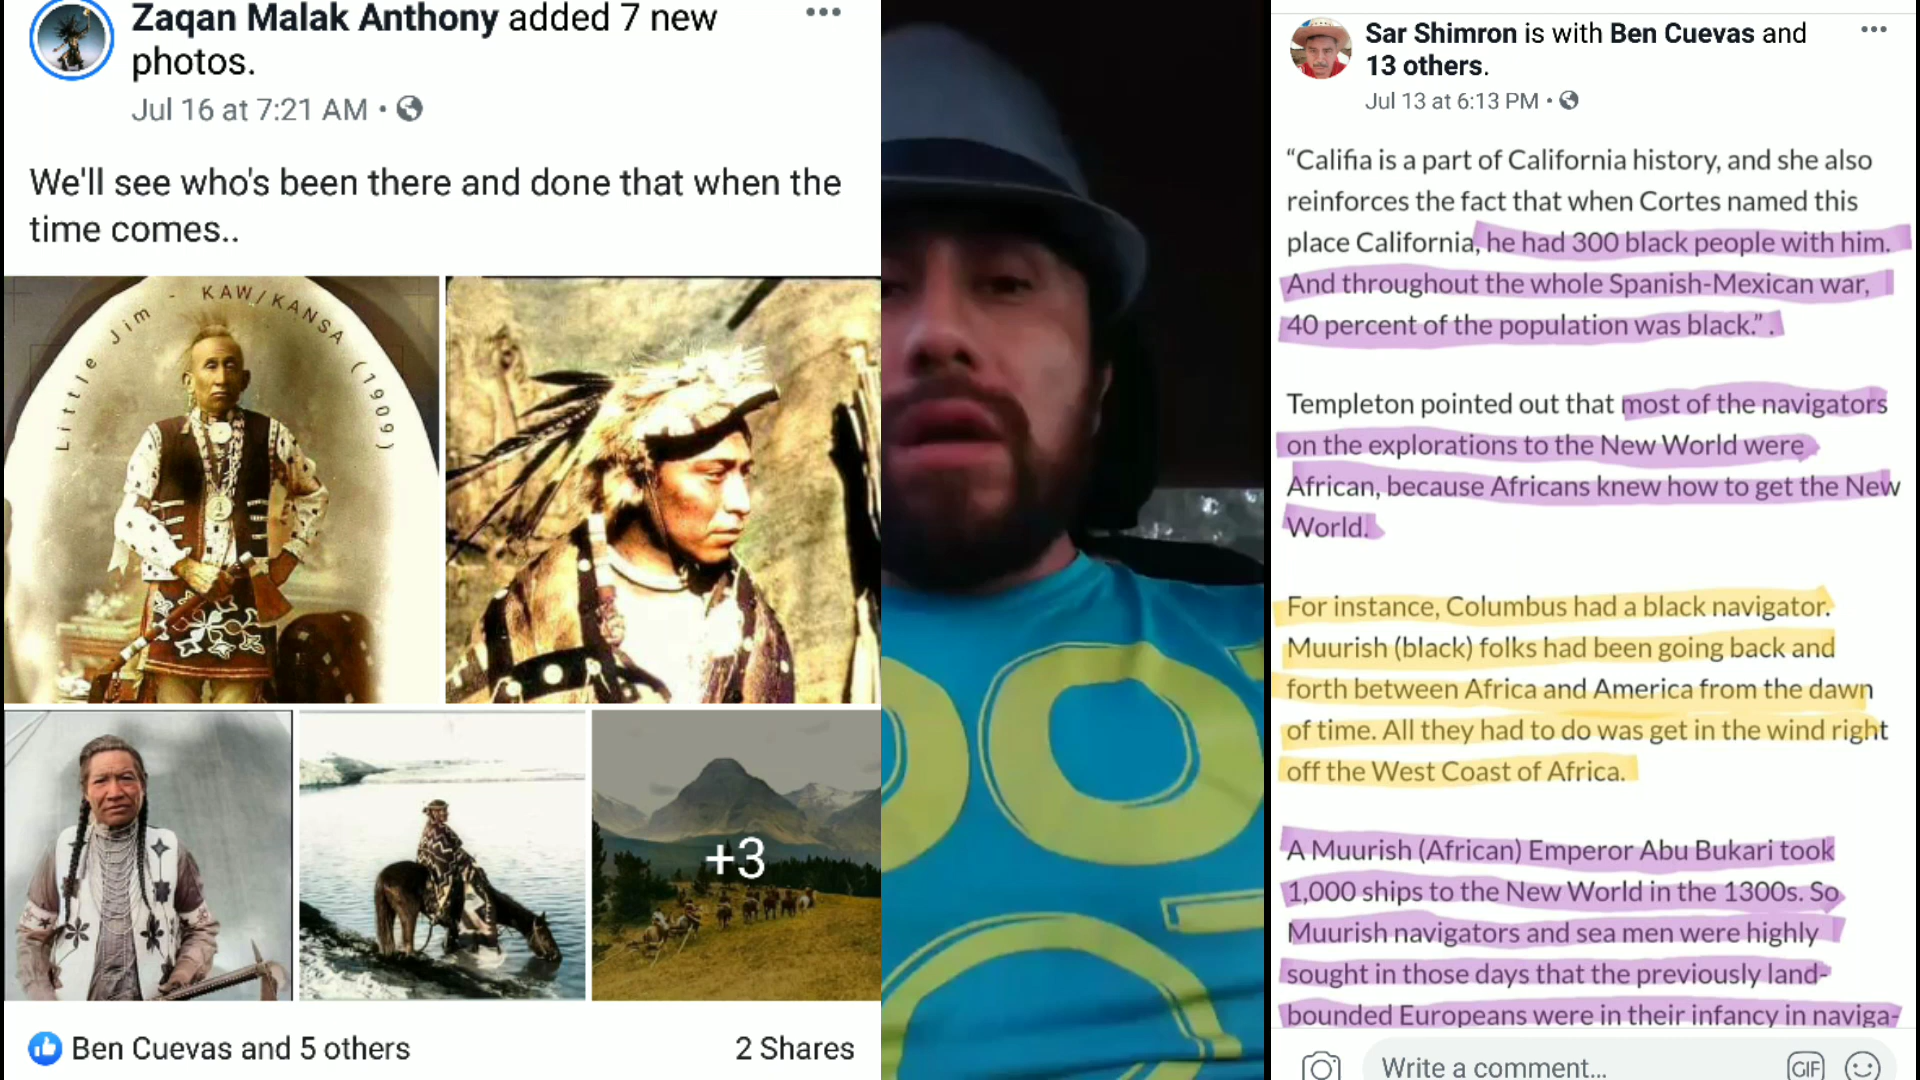 Zaqan Malak Anthony added 7 new
photos.
Jul 16 at 7:21 AM
We'll see who's been there and done that when the
time comes..
Little Jim - KAW/KANSA (1909)
+3
Ben Cuevas and 5 others
2 Shares
Sar Shimron is with Ben Cuevas and
13 others.
Jul 13 at 6:13 PM
“Califia is a part of California history, and she also
reinforces the fact that when Cortes named this
place California, he had 300 black people with him.
And throughout the whole Spanish-Mexican war,
40 percent of the population was black.” .
Templeton pointed out that most of the navigators
on the explorations to the New World were
African, because Africans knew how to get the New
World.
For instance, Columbus had a black navigator.
Muurish (black) folks had been going back and
forth between Africa and America from the dawn
of time. All they had to do was get in the wind right
off the West Coast of Africa.
A Muurish (African) Emperor Abu Bukari took
1,000 ships to the New World in the 1300s. So
Muurish navigators and sea men were highly
sought in those days that the previously land-
bounded Europeans were in their infancy in naviga-
Write a comment...
GIF